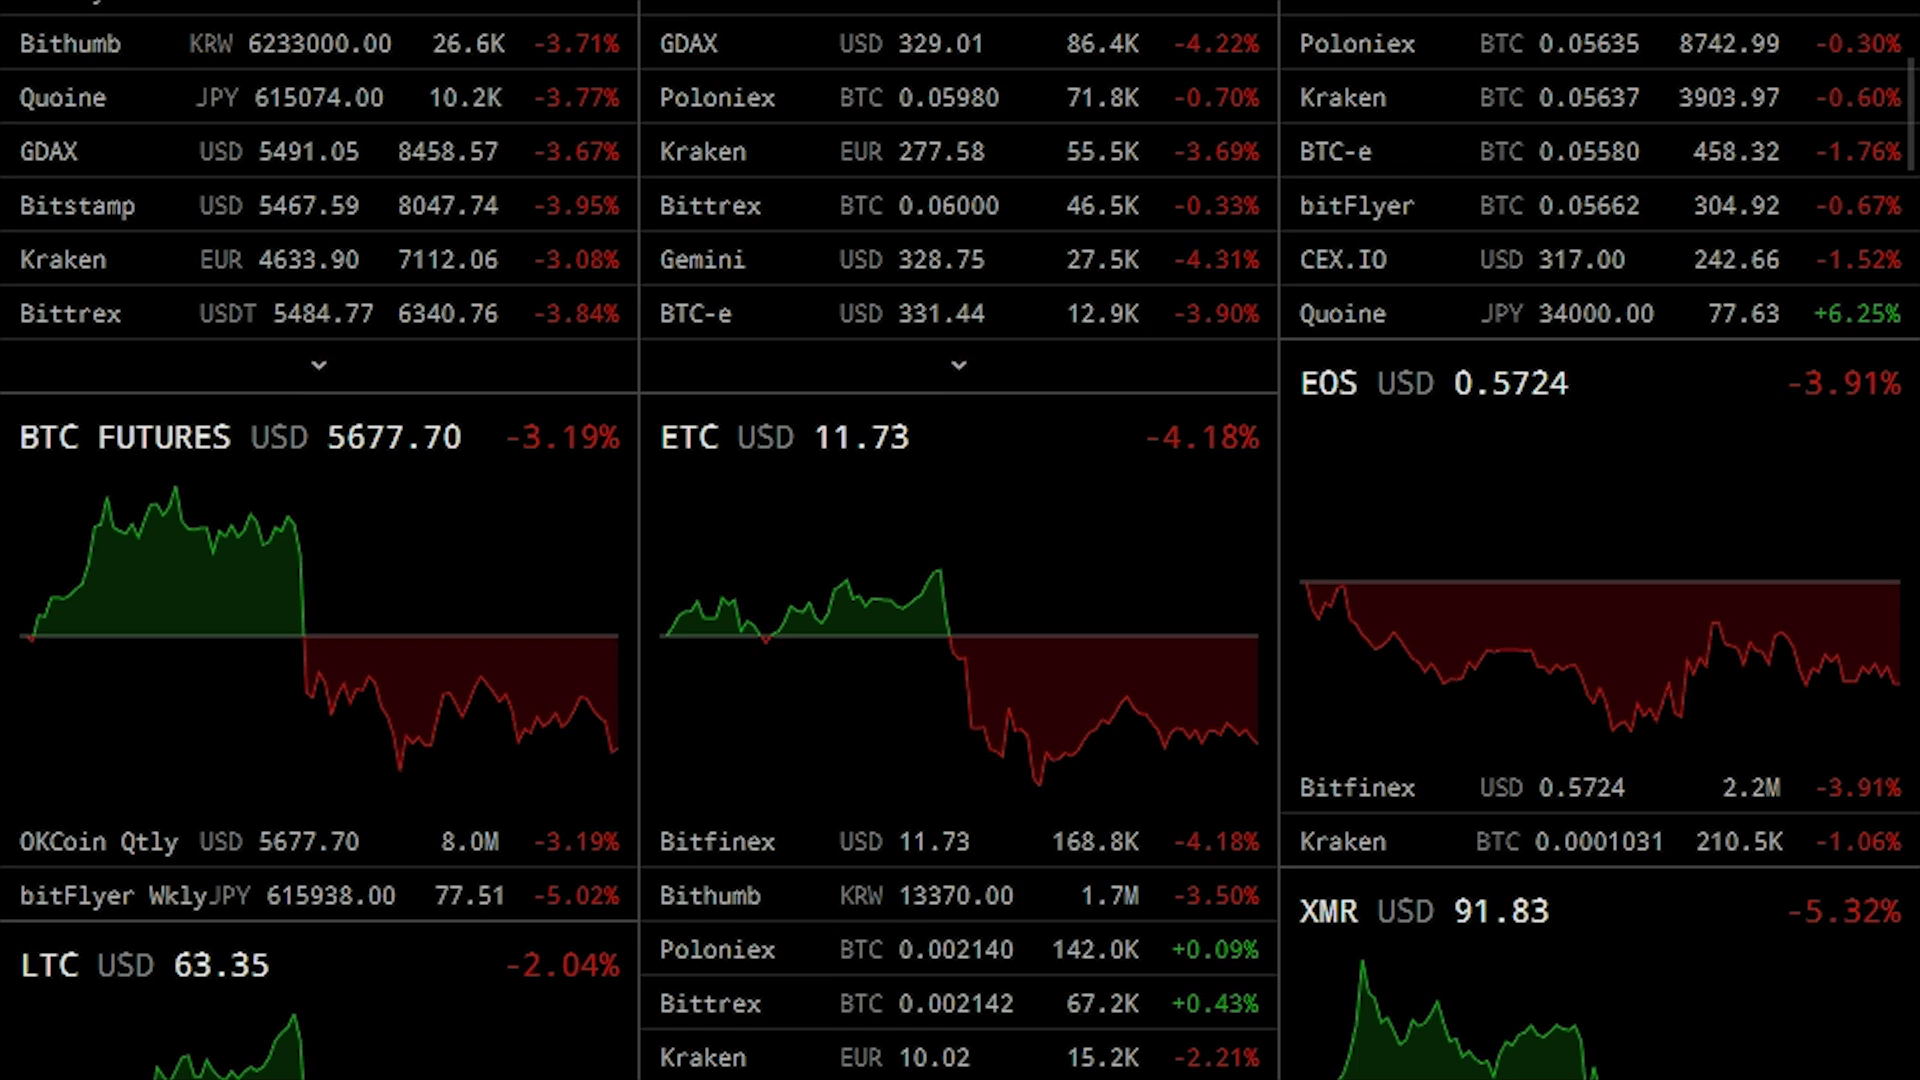 Bithumb KRW 6233000.00 26.6K -3.71%
Quoine JPY 615074.00 10.2K -3.77%
GDAX USD 5491.05 8458.57 -3.67%
Bitstamp USD 5467.59 8047.74 -3.95%
Kraken EUR 4633.90 7112.06 -3.08%
Bittrex USDT 5484.77 6340.76 -3.84%
BTC FUTURES USD 5677.70 -3.19%
OKCoin Qtly USD 5677.70 8.0M -3.19%
bitFlyer WklyJPY 615938.00 77.51 -5.02%
LTC USD 63.35 -2.04%
GDAX USD 329.01 86.4K -4.22%
Poloniex BTC 0.05980 71.8K -0.70%
Kraken EUR 277.58 55.5K -3.69%
Bittrex BTC 0.06000 46.5K -0.33%
Gemini USD 328.75 27.5K -4.31%
BTC-e USD 331.44 12.9K -3.90%
ETC USD 11.73 -4.18%
Bitfinex USD 11.73 168.8K -4.18%
Bithumb KRW 13370.00 1.7M -3.50%
Poloniex BTC 0.002140 142.0K +0.09%
Bittrex BTC 0.002142 67.2K +0.43%
Kraken EUR 10.02 15.2K -2.21%
Poloniex BTC 0.05635 8742.99 -0.30%
Kraken BTC 0.05637 3903.97 -0.60%
BTC-e BTC 0.05580 458.32 -1.76%
bitFlyer BTC 0.05662 304.92 -0.67%
CEX.IO USD 317.00 242.66 -1.52%
Quoine JPY 34000.00 77.63 +6.25%
EOS USD 0.5724 -3.91%
Bitfinex USD 0.5724 2.2M -3.91%
Kraken BTC 0.0001031 210.5K -1.06%
XMR USD 91.83 -5.32%